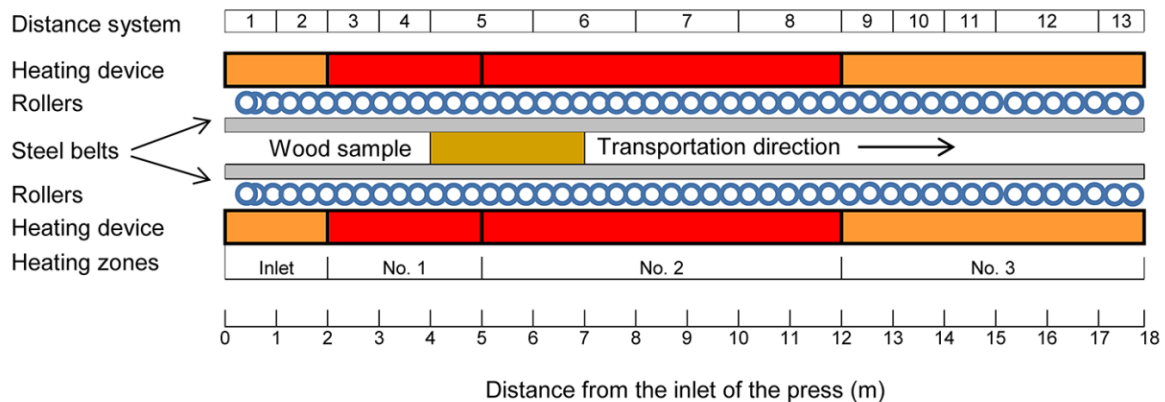 Distance system 1 2 3 4 5 6 7 8 9 10 11 12 13
Heating device
Rollers
Steel belts Wood sample Transportation direction
Rollers
Heating device
Heating zones Inlet No. 1 No. 2 No. 3
0 1 2 3 4 5 6 7 8 9 10 11 12 13 14 15 16 17 18
Distance from the inlet of the press (m)